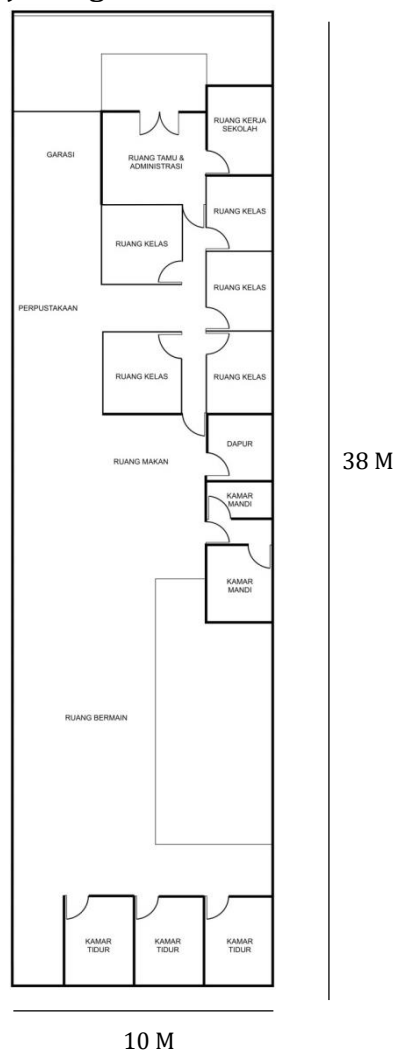 RUANG KERJA
SEKOLAH
GARASI
RUANG TAMU &
ADMINISTRASI
RUANG KELAS
RUANG KELAS
RUANG KELAS
PERPUSTAKAAN
RUANG KELAS
RUANG KELAS
DAPUR
RUANG MAKAN
38 M
KAMAR
MANDI
KAMAR
MANDI
RUANG BERMAIN
KAMAR
TIDUR
KAMAR
TIDUR
KAMAR
TIDUR
10 M